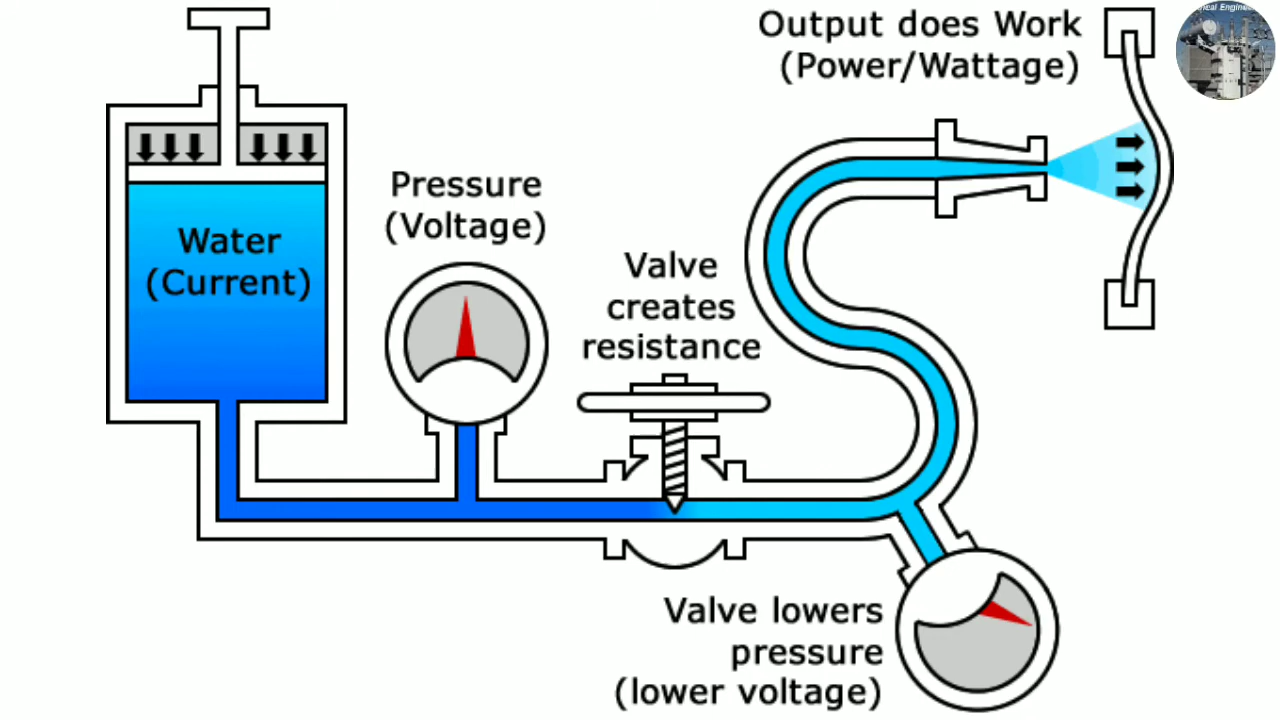 Output does Work
(Power/Wattage)
Pressure
(Voltage)
Water
(Current)
Valve
creates
resistance
Valve lowers
pressure
(lower voltage)